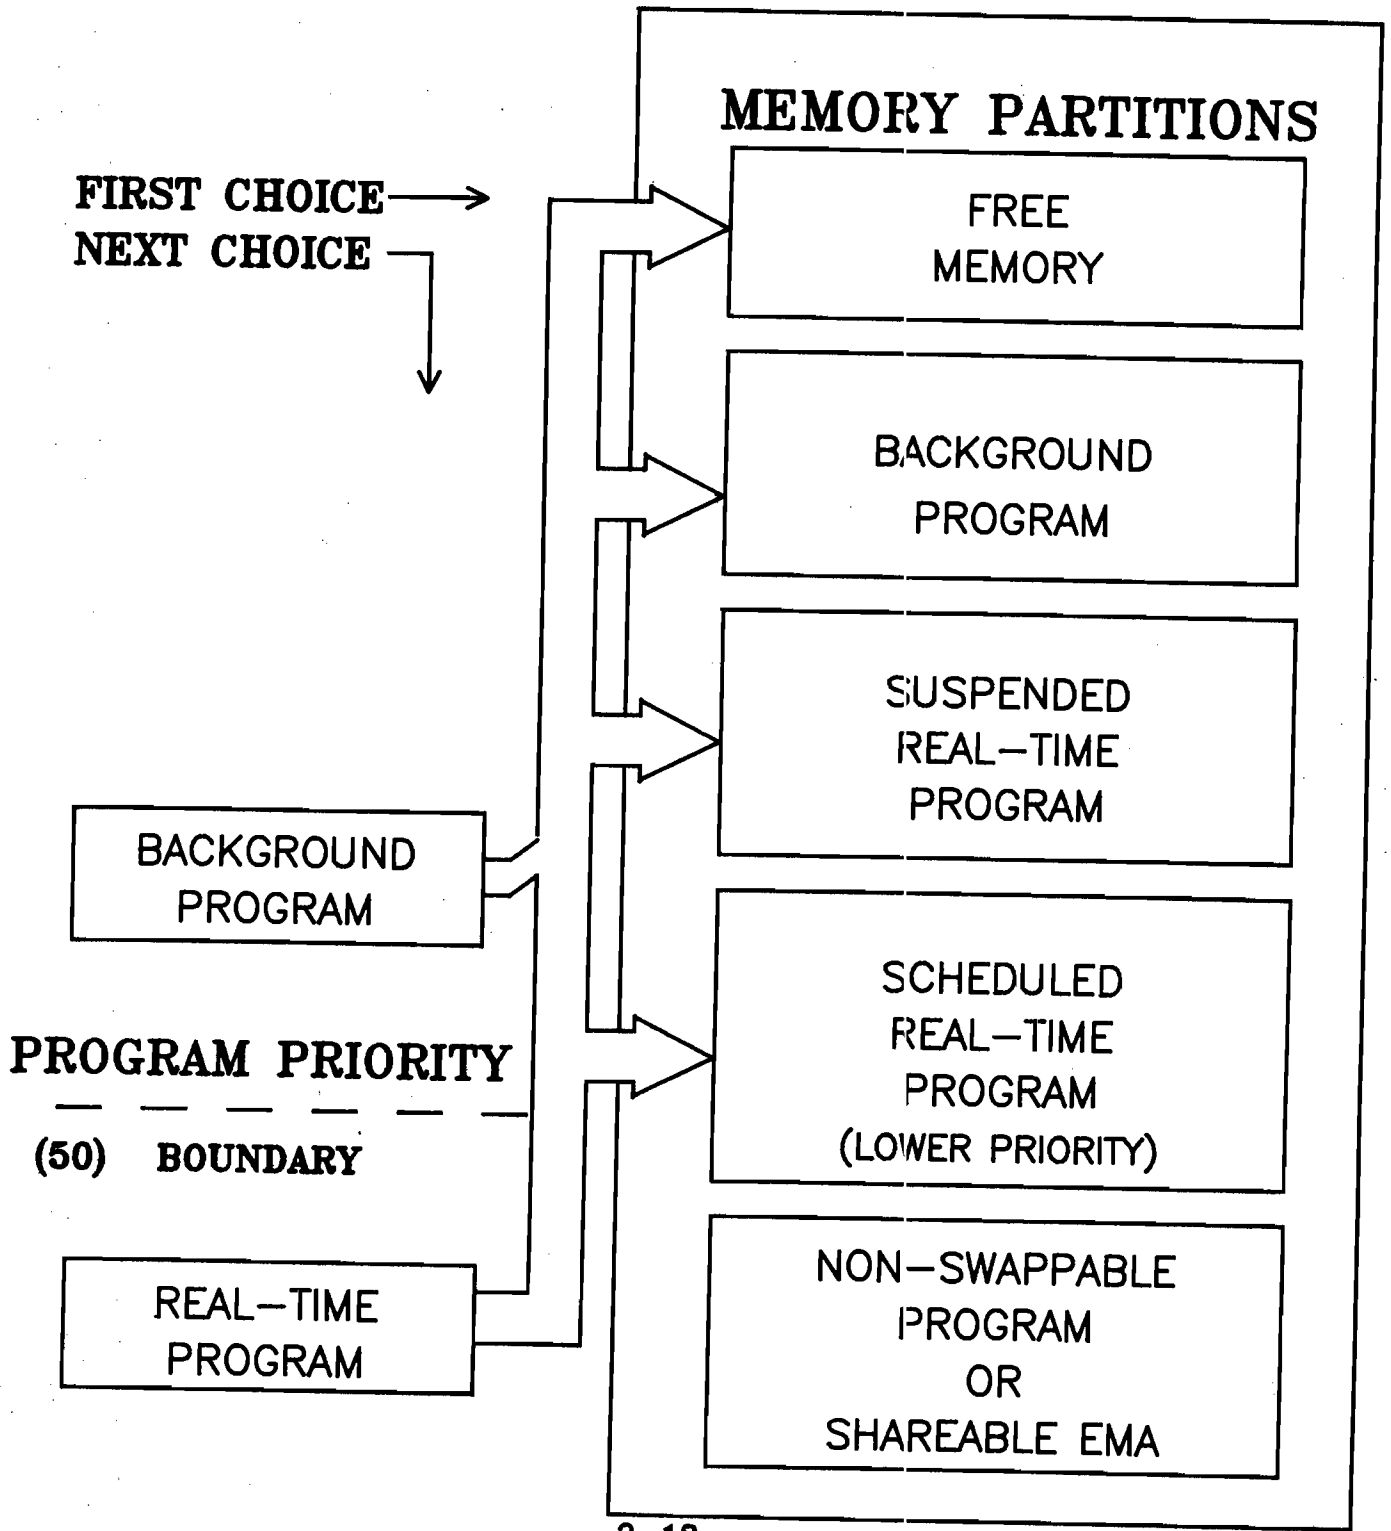 MEMORY PARTITIONS
FIRST CHOICE
NEXT CHOICE
FREE
MEMORY
BACKGROUND
PROGRAM
SUSPENDED
REAL-TIME
PROGRAM
BACKGROUND
PROGRAM
SCHEDULED
REAL-TIME
PROGRAM
(LOWER PRIORITY)
PROGRAM PRIORITY
(50) BOUNDARY
REAL-TIME
PROGRAM
NON-SWAPPABLE
PROGRAM
OR
SHAREABLE EMA